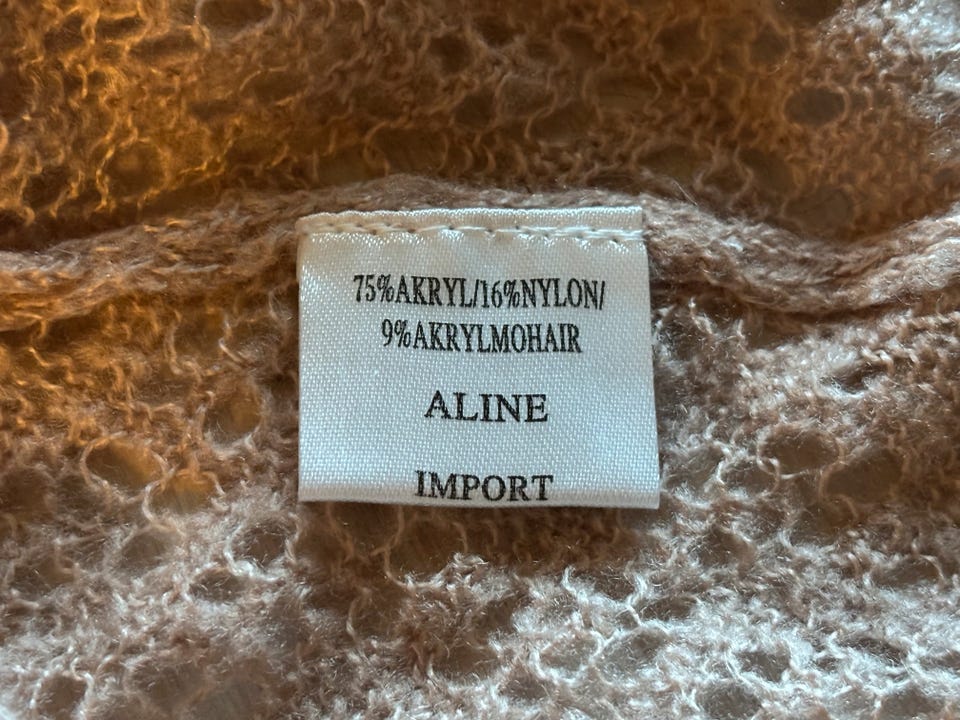 75%AKRYL/16%NYLON/
9%AKRYLMOHAIR
ALINE
IMPORT